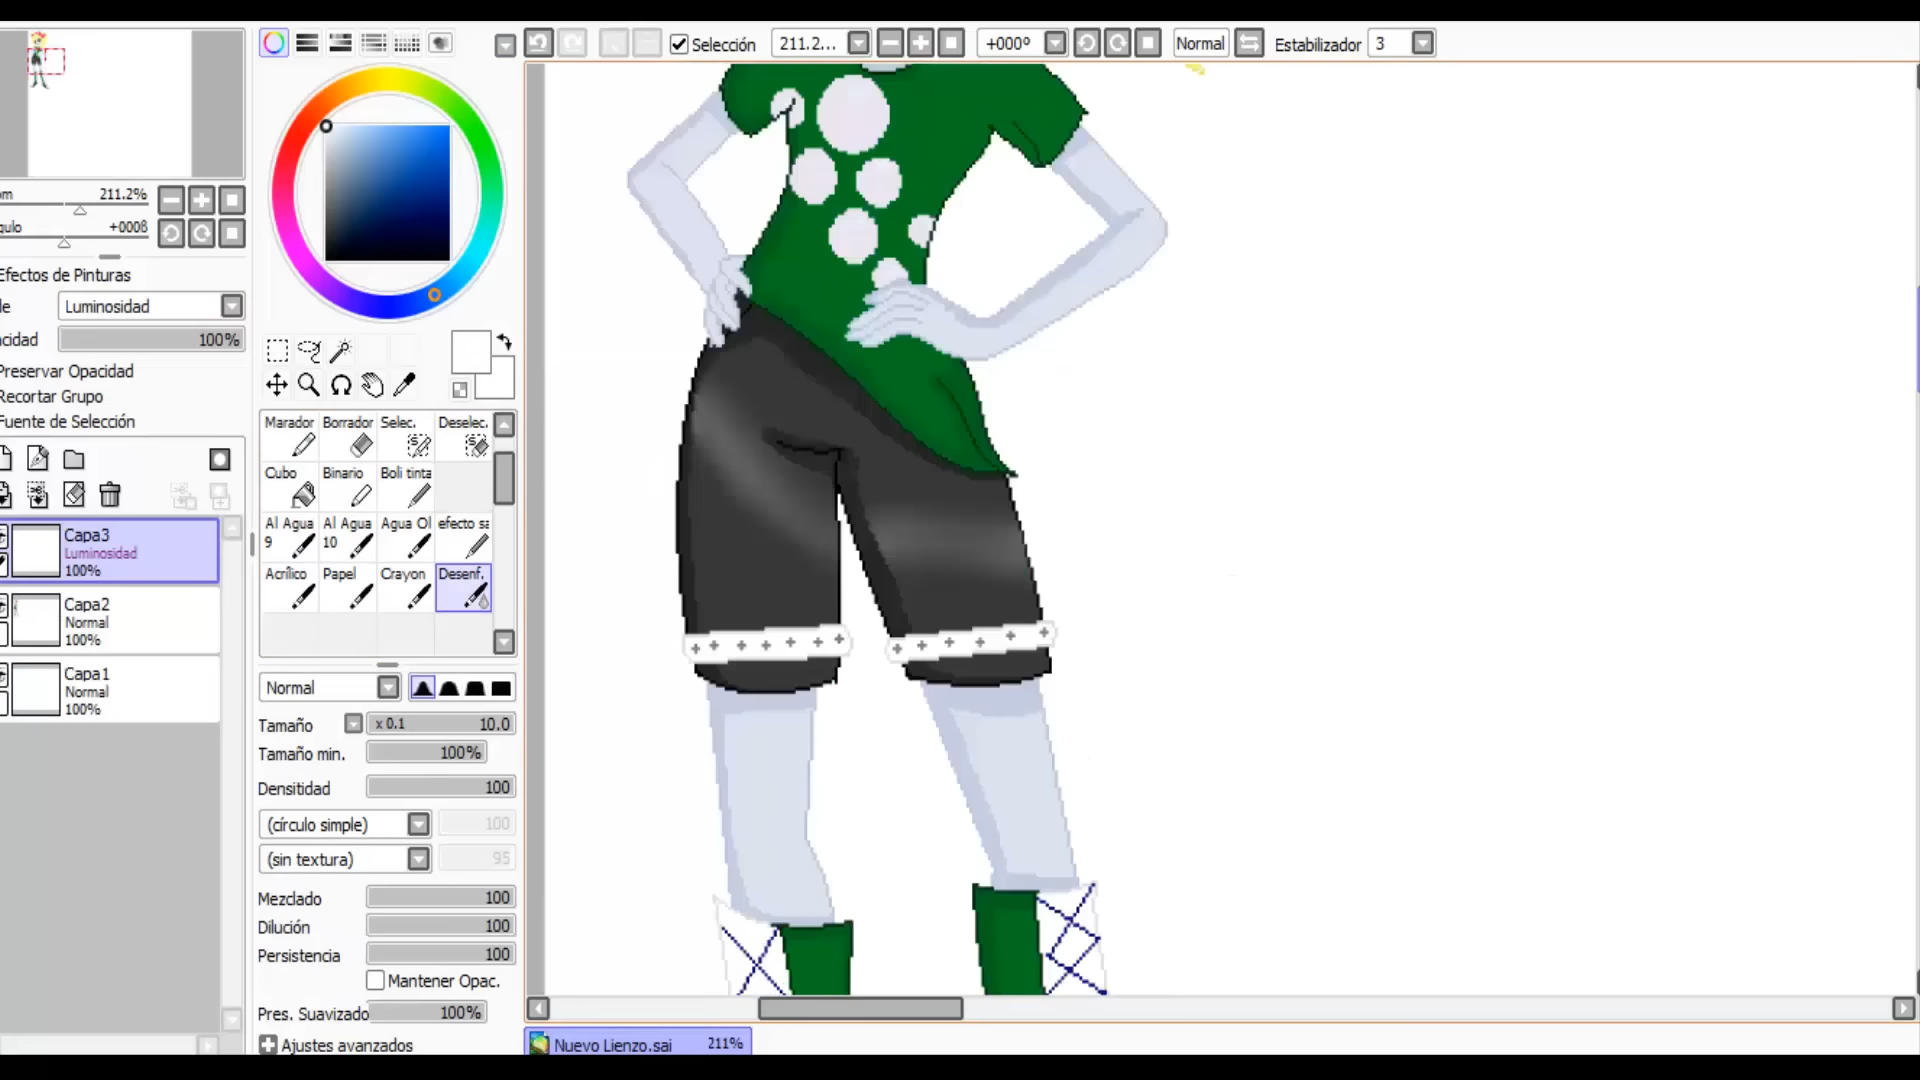 Selección 211.2... +000º Normal Estabilizador 3
211.2%
+000ß
Efectos de Pinturas
Luminosidad
100%
Preservar Opacidad
Recortar Grupo
Fuente de Selección
Capa3
Luminosidad
100%
Capa2
Normal
100%
Capa1
Normal
100%
Marador Borrador Selec. Deselec.
Cubo Binario Boli tinta
Al Agua 9 Al Agua 10 Agua Ol efecto sa
Acrílico Papel Crayon Desenf.
Normal
Tamaño x 0.1 10.0
Tamaño min. 100%
Densitidad 100
(círculo simple) 100
(sin textura) 95
Mezclado 100
Dilución 100
Persistencia 100
Mantener Opac.
Pres. Suavizado 100%
Ajustes avanzados
Nuevo Lienzo.sai 211%